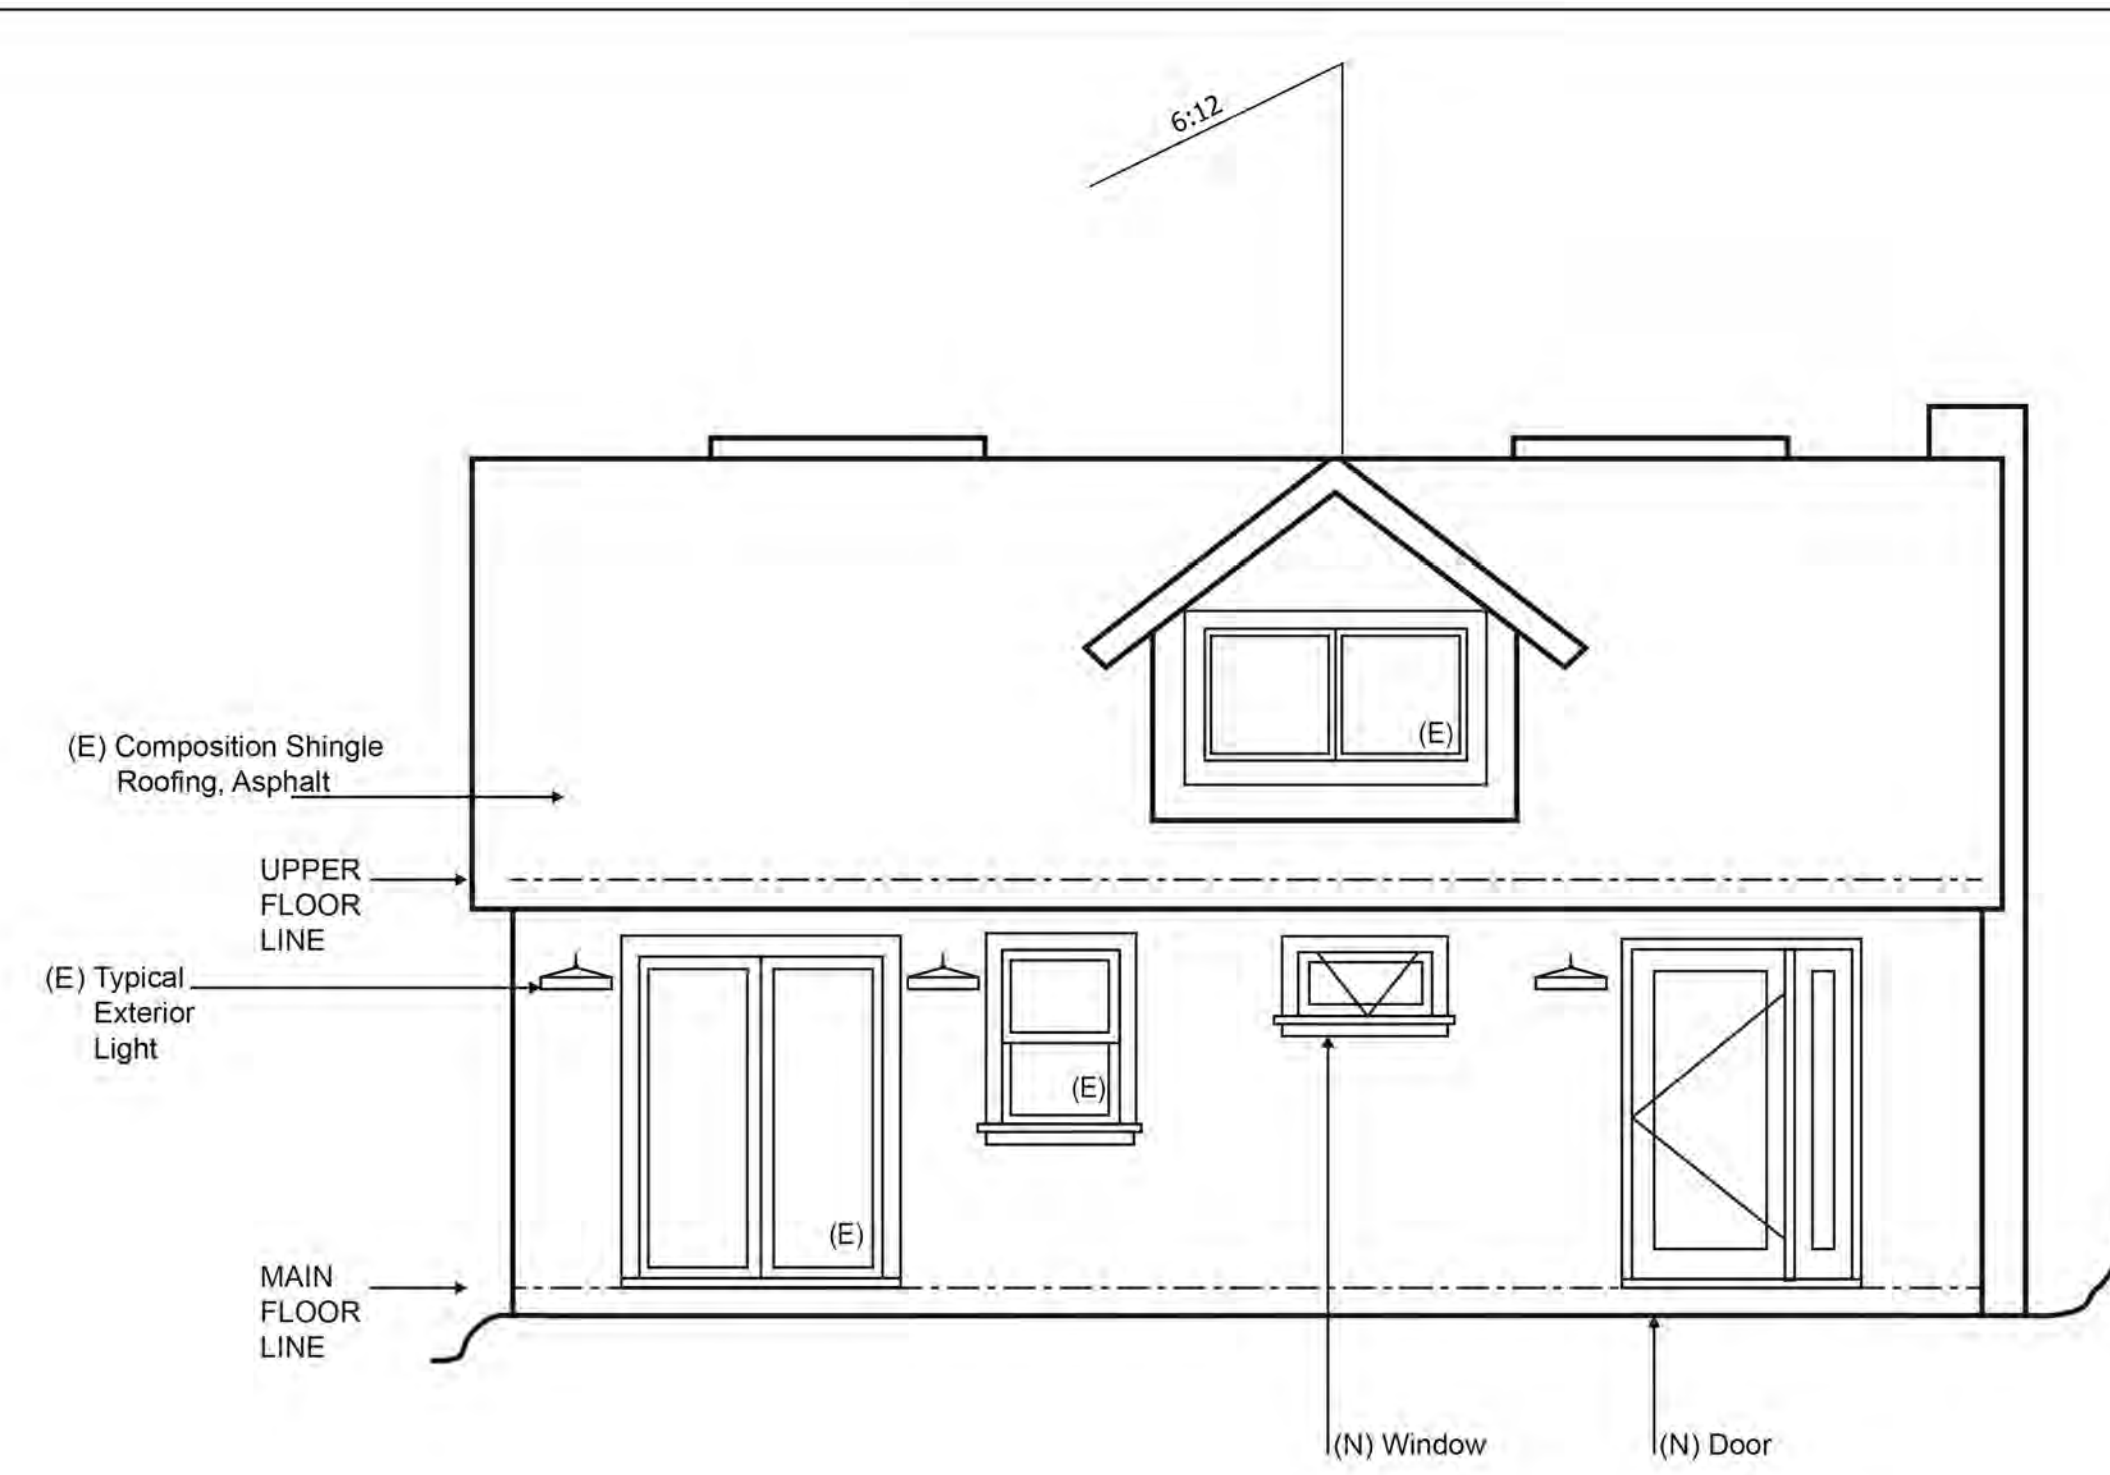 6:12
(E) Composition Shingle
Roofing, Asphalt
(E)
UPPER
FLOOR
LINE
(E) Typical
Exterior
Light
(E)
(E)
MAIN
FLOOR
LINE
(N) Window
(N) Door